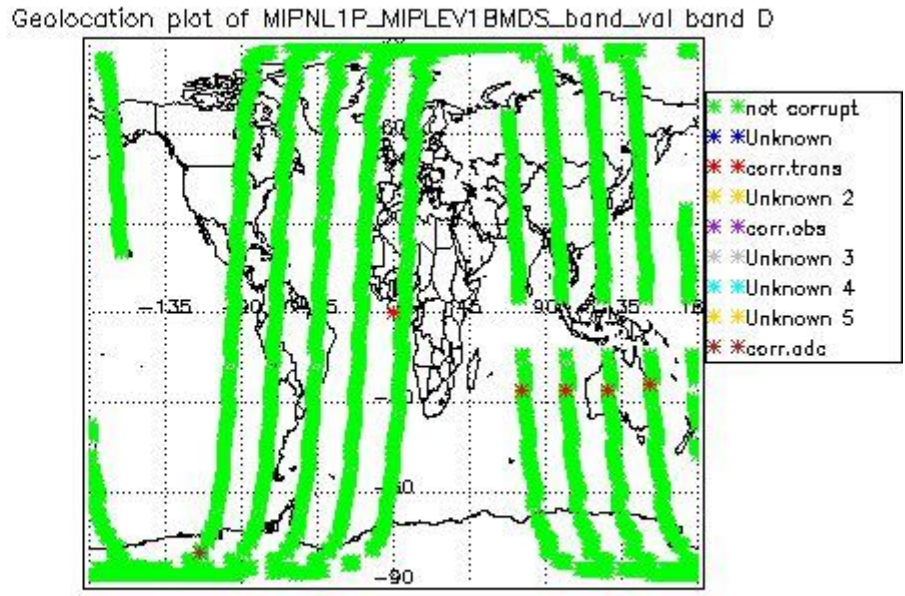 Geolocation plot of MIPNL1P_MIPLEV1BMDS_band_val band D
60
-135
90
-60
-90
not corrupt
Unknown
corr.trans
Unknown 2
corr.obs
Unknown 3
Unknown 4
Unknown 5
corr.adc